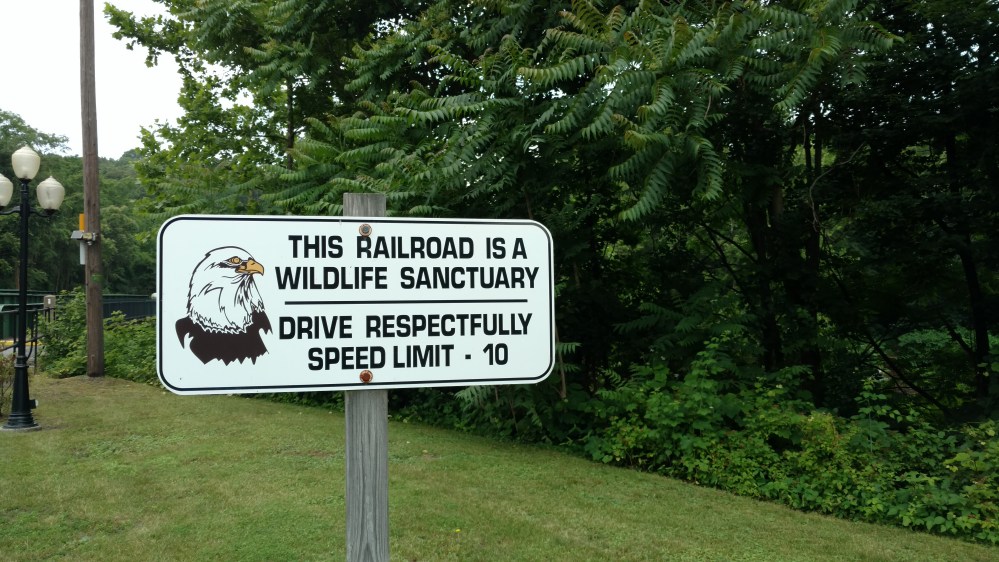 THIS RAILROAD IS A
WILDLIFE SANCTUARY
DRIVE RESPECTFULLY
SPEED LIMIT - 10